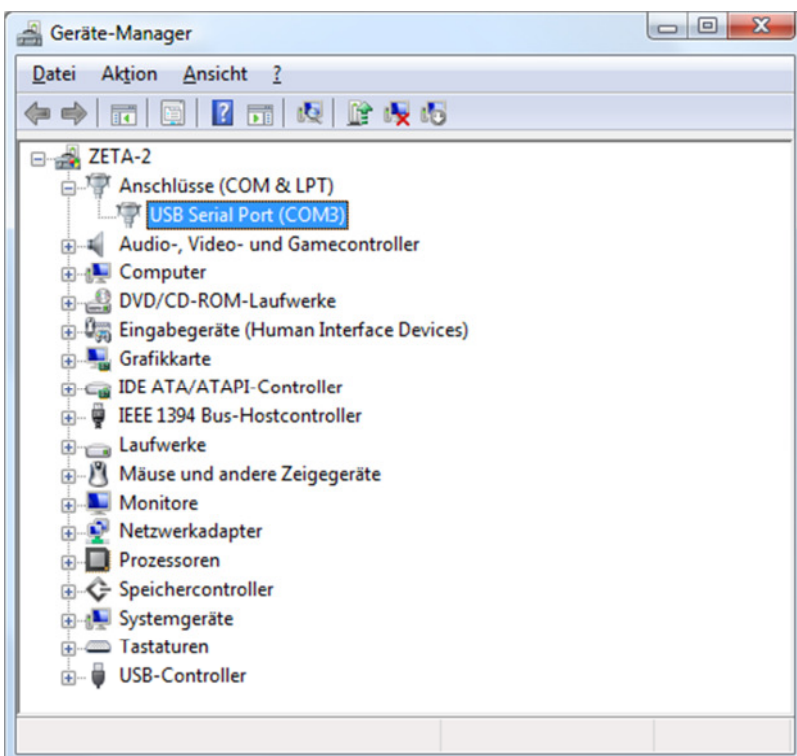 Geräte-Manager
Datei Aktion Ansicht ?
ZETA-2
Anschlüsse (COM & LPT)
USB Serial Port (COM3)
Audio-, Video- und Gamecontroller
Computer
DVD/CD-ROM-Laufwerke
Eingabegeräte (Human Interface Devices)
Grafikkarte
IDE ATA/ATAPI-Controller
IEEE 1394 Bus-Hostcontroller
Laufwerke
Mäuse und andere Zeigegeräte
Monitore
Netzwerkadapter
Prozessoren
Speichercontroller
Systemgeräte
Tastaturen
USB-Controller